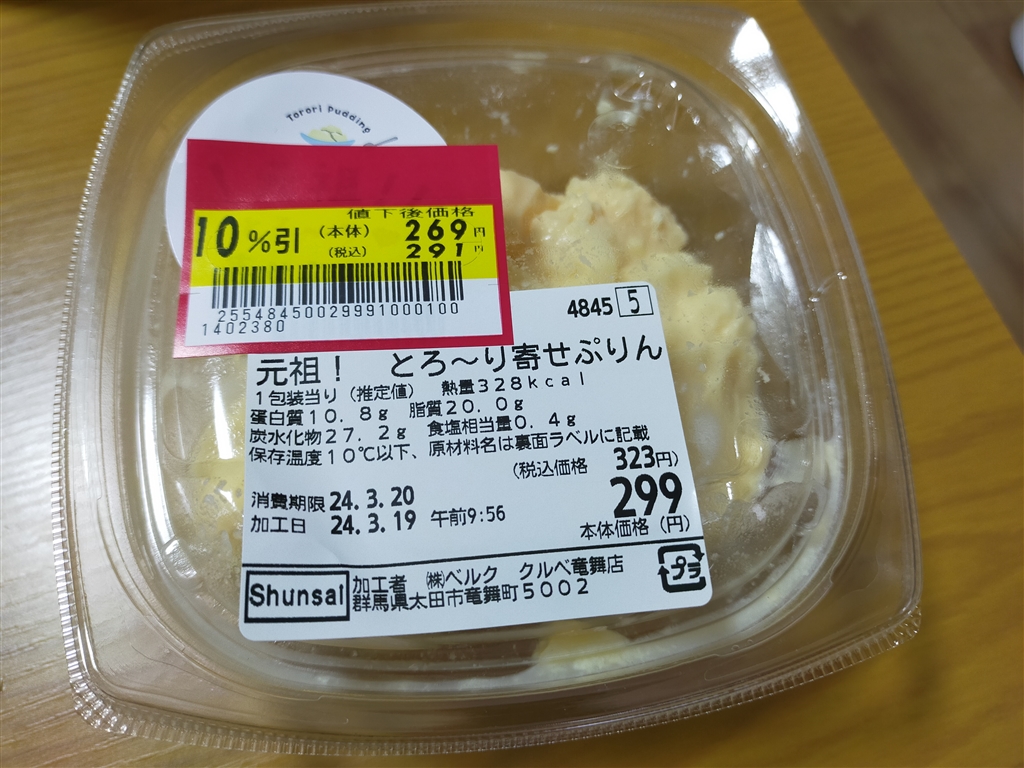 Torori Pudding
値下後価格
10%引 (本体) 269円
(税込) 291円
25548450029991000100
1402380
4845 5
元祖! とろ〜り寄せぷりん
1包装当り(推定値) 熱量328kcal
蛋白質10.8g 脂質20.0g
炭水化物27.2g 食塩相当量0.4g
保存温度10℃以下、原材料名は裏面ラベルに記載
(税込価格 323円)
299
本体価格(円)
消費期限 24.3.20
加工日 24.3.19 午前9:56
プラ
Shunsai
加工者 ㈱ベルク クルベ竜舞店
群馬県太田市竜舞町5002